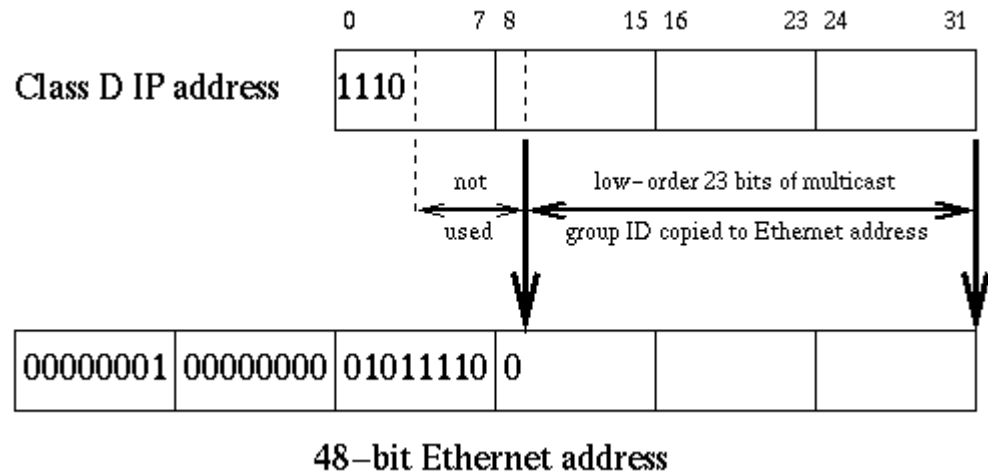 0 7 8 15 16 23 24 31
Class D IP address 1110
not low-order 23 bits of multicast
used group ID copied to Ethernet address
00000001 00000000 01011110 0
48-bit Ethernet address